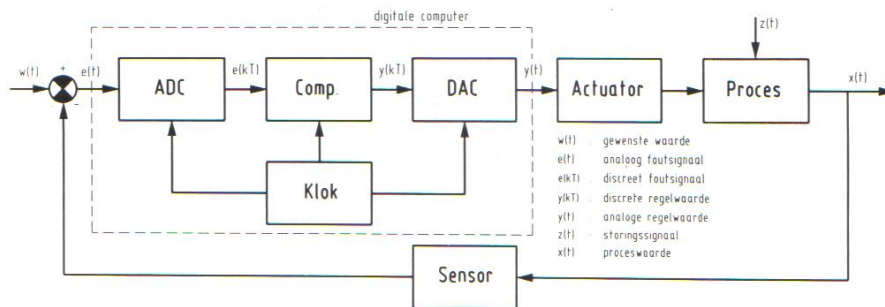 digitale computer
z(t)
w(t)
+
-
e(t)
ADC
e(kT)
Comp.
y(kT)
DAC
y(t)
Actuator
Proces
x(t)
Klok
Sensor
w(t) : gewenste waarde
e(t) : analoog foutsignaal
e(kT) : discreet foutsignaal
y(kT) : discrete regelwaarde
y(t) : analoge regelwaarde
z(t) : storingssignaal
x(t) : proceswaarde